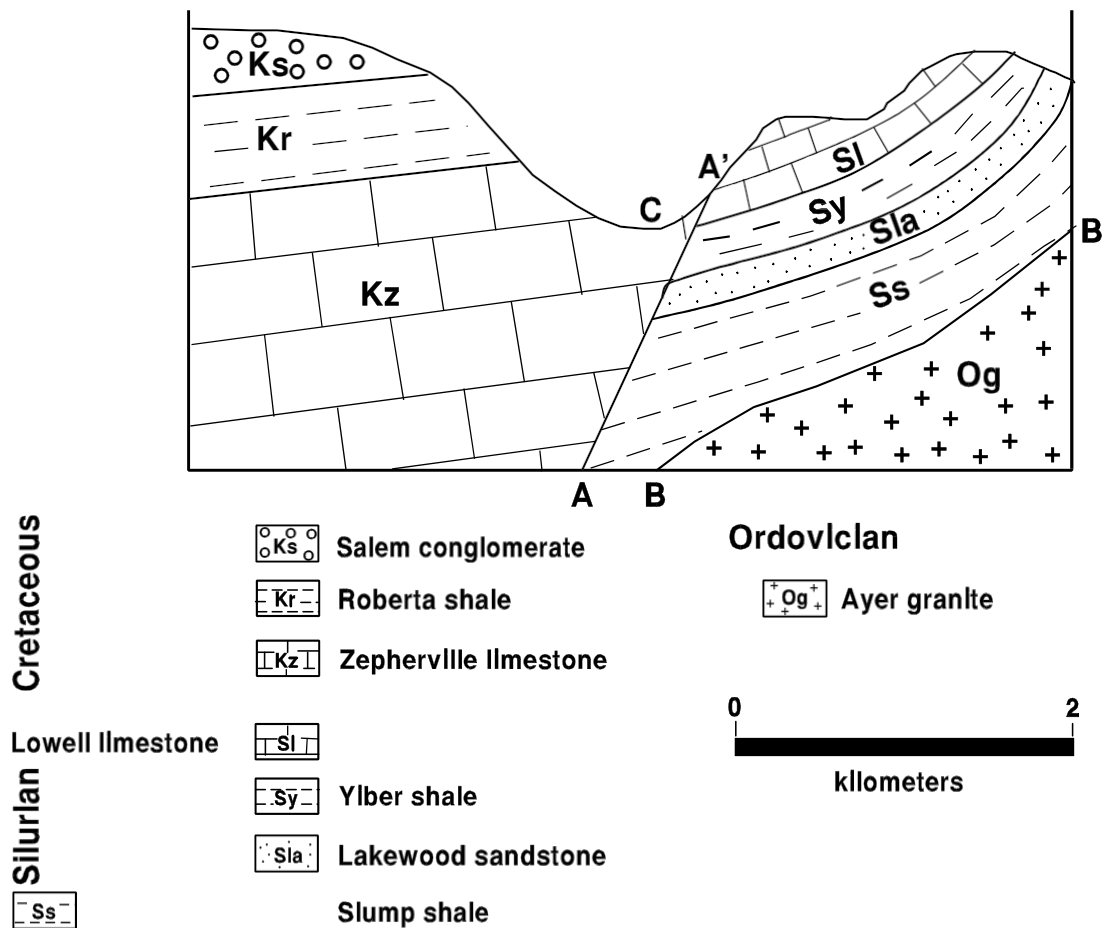 Ks
Kr
A’
C
Sl
Sy
Sla
B
Kz
Ss
Og
A
B
Cretaceous
Ks
Salem conglomerate
Kr
Roberta shale
Kz
Zephervllle llmestone
Ordovlclan
Og
Ayer granlte
Lowell llmestone
Sl
Silurlan
Sy
Ylber shale
Sla
Lakewood sandstone
Ss
Slump shale
0
2
kllometers